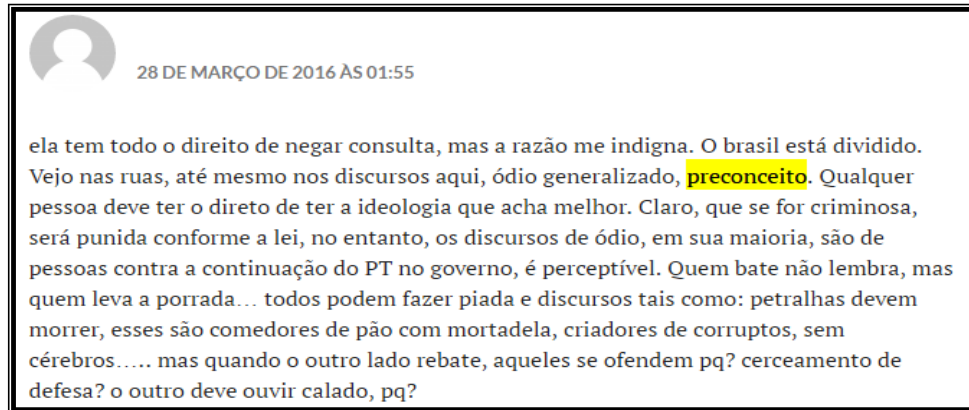 28 DE MARÇO DE 2016 ÀS 01:55
ela tem todo o direito de negar consulta, mas a razão me indigna. O brasil está dividido.
Vejo nas ruas, até mesmo nos discursos aqui, ódio generalizado, preconceito. Qualquer
pessoa deve ter o direto de ter a ideologia que acha melhor. Claro, que se for criminosa,
será punida conforme a lei, no entanto, os discursos de ódio, em sua maioria, são de
pessoas contra a continuação do PT no governo, é perceptível. Quem bate não lembra, mas
quem leva a porrada… todos podem fazer piada e discursos tais como: petralhas devem
morrer, esses são comedores de pão com mortadela, criadores de corruptos, sem
cérebros….. mas quando o outro lado rebate, aqueles se ofendem pq? cerceamento de
defesa? o outro deve ouvir calado, pq?